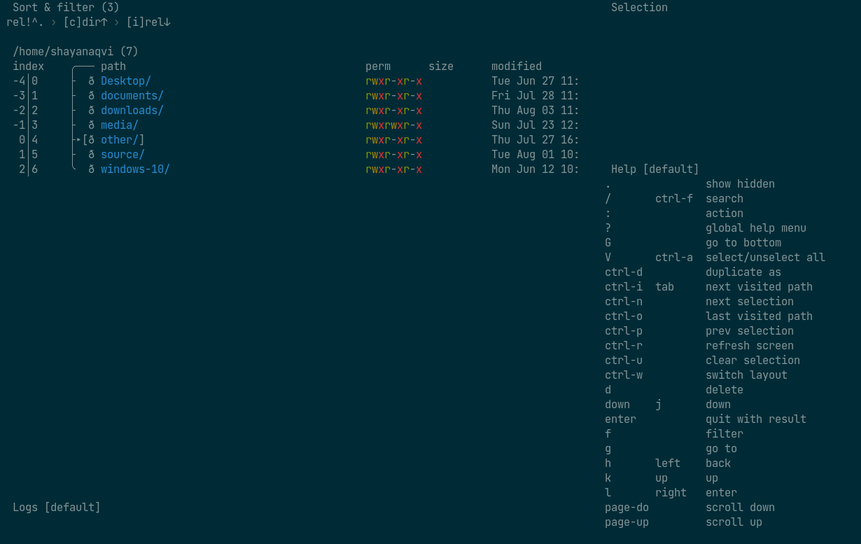 Sort & filter (3)
rel!^. › [c]dir↑ › [i]rel↓
/home/shayanaqvi (7)
index ╭─── path perm size modified
-4│0 ├ ð Desktop/ rwxr-xr-x Tue Jun 27 11:
-3│1 ├ ð documents/ rwxr-xr-x Fri Jul 28 11:
-2│2 ├ ð downloads/ rwxr-xr-x Thu Aug 03 11:
-1│3 ├ ð media/ rwxrwxr-x Sun Jul 23 12:
0│4 ├▸[ð other/] rwxr-xr-x Thu Jul 27 16:
1│5 ├ ð source/ rwxr-xr-x Tue Aug 01 10:
2│6 ╰ ð windows-10/ rwxr-xr-x Mon Jun 12 10:
Logs [default]
Selection
Help [default]
. show hidden
/ ctrl-f search
: action
? global help menu
G go to bottom
V ctrl-a select/unselect all
ctrl-d duplicate as
ctrl-i tab next visited path
ctrl-n next selection
ctrl-o last visited path
ctrl-p prev selection
ctrl-r refresh screen
ctrl-u clear selection
ctrl-w switch layout
d delete
down j down
enter quit with result
f filter
g go to
h left back
k up up
l right enter
page-do scroll down
page-up scroll up